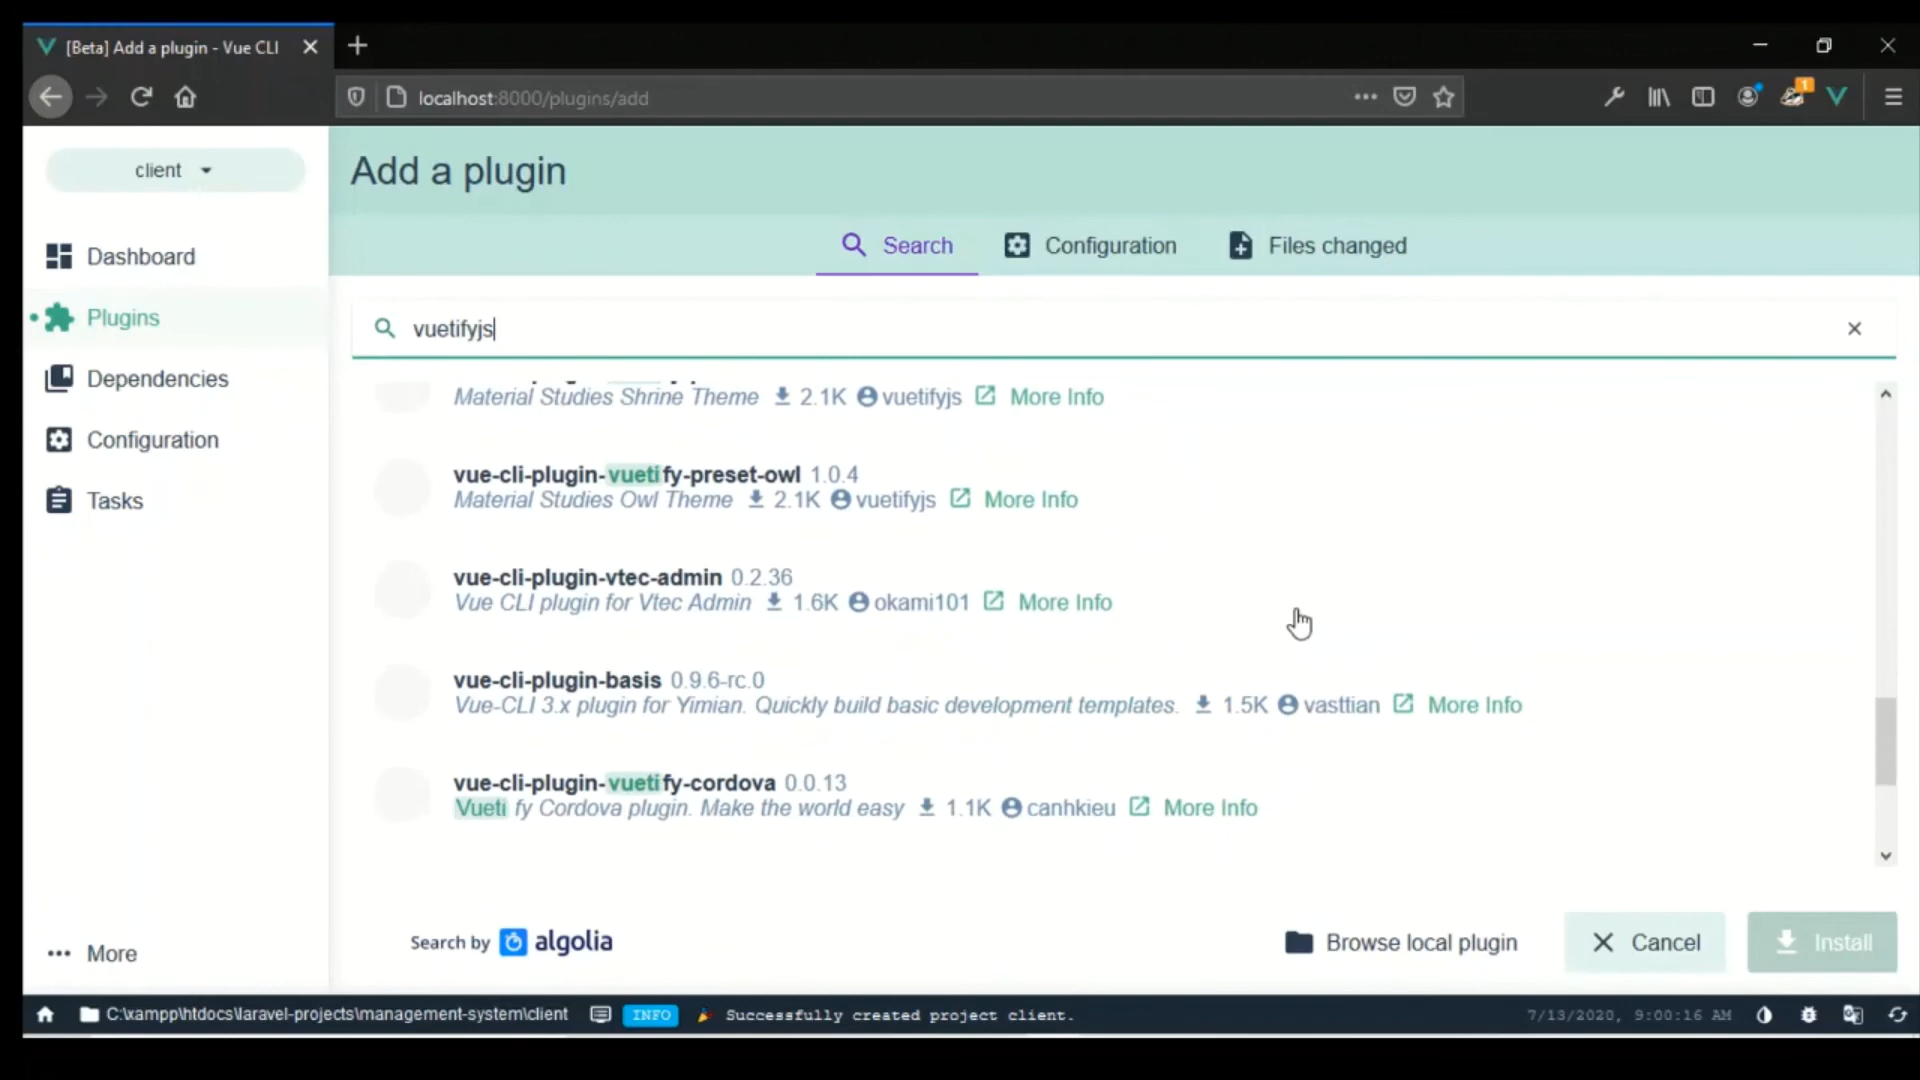 [Beta] Add a plugin - Vue CLI
localhost:8000/plugins/add
1
client
Add a plugin
Search
Configuration
Files changed
Dashboard
Plugins
Dependencies
Configuration
Tasks
More
vuetifyjs
Material Studies Shrine Theme 2.1K vuetifyjs More Info
vue-cli-plugin-vuetify-preset-owl 1.0.4
Material Studies Owl Theme 2.1K vuetifyjs More Info
vue-cli-plugin-vtec-admin 0.2.36
Vue CLI plugin for Vtec Admin 1.6K okami101 More Info
vue-cli-plugin-basis 0.9.6-rc.0
Vue-CLI 3.x plugin for Yimian. Quickly build basic development templates. 1.5K vasttian More Info
vue-cli-plugin-vuetify-cordova 0.0.13
Vuetify Cordova plugin. Make the world easy 1.1K canhkieu More Info
Search by algolia
Browse local plugin
Cancel
Install
C:\xampp\htdocs\laravel-projects\management-system\client
INFO
Successfully created project client.
7/13/2020, 9:00:16 AM